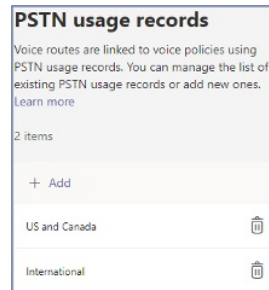 PSTN usage records
Voice routes are linked to voice policies using
PSTN usage records. You can manage the list of
existing PSTN usage records or add new ones.
Learn more
2 items
+ Add
US and Canada
International